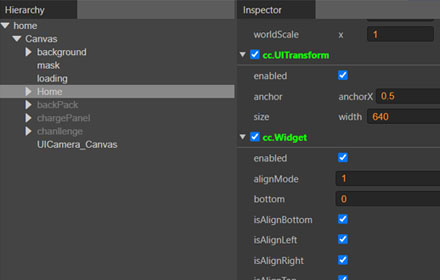 Hierarchy
home
Canvas
background
mask
loading
Home
backPack
chargePanel
chanllenge
UICamera_Canvas
Inspector
worldScale x 1
cc.UITransform
enabled
anchor anchorX 0.5
size width 640
cc.Widget
enabled
alignMode 1
bottom 0
isAlignBottom
isAlignLeft
isAlignRight
isAlignTop